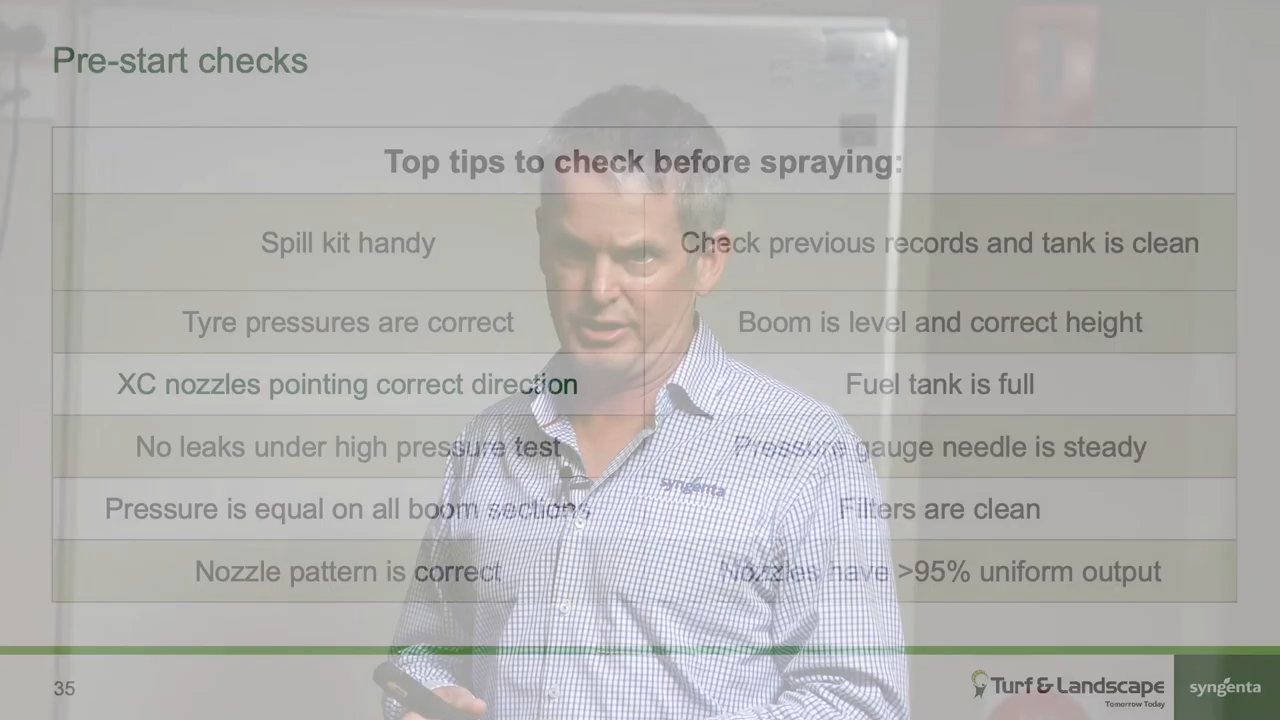 Pre-start checks
Top tips to check before spraying:
Spill kit handy
Check previous records and tank is clean
Tyre pressures are correct
Boom is level and correct height
XC nozzles pointing correct direction
Fuel tank is full
No leaks under high pressure test
Pressure gauge needle is steady
Pressure is equal on all boom sections
Filters are clean
Nozzle pattern is correct
Nozzles have >95% uniform output
syngenta
35
Turf & Landscape
Tomorrow Today
syngenta